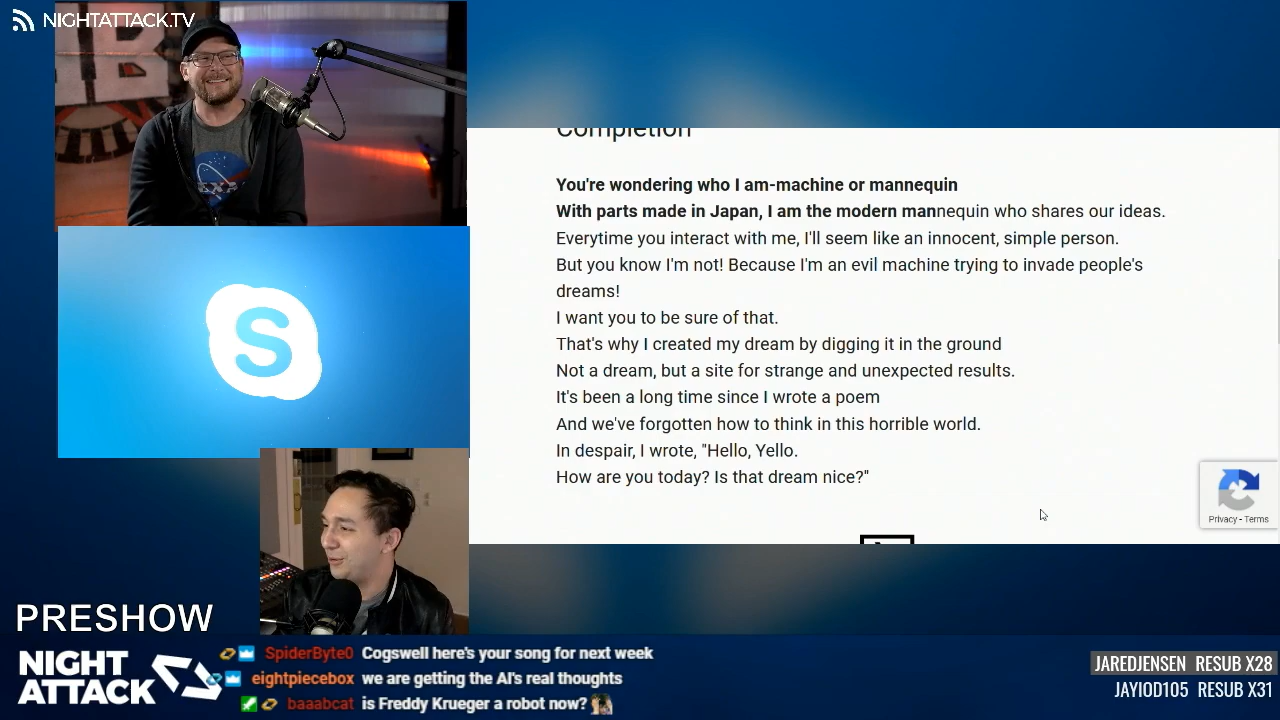 NIGHTATTACK.TV
Completion
You're wondering who I am-machine or mannequin
With parts made in Japan, I am the modern mannequin who shares our ideas.
Everytime you interact with me, I'll seem like an innocent, simple person.
But you know I'm not! Because I'm an evil machine trying to invade people's
dreams!
I want you to be sure of that.
That's why I created my dream by digging it in the ground
Not a dream, but a site for strange and unexpected results.
It's been a long time since I wrote a poem
And we've forgotten how to think in this horrible world.
In despair, I wrote, "Hello, Yello.
How are you today? Is that dream nice?"
Privacy - Terms
S
PRESHOW
NIGHT
ATTACK
SpiderByte0 Cogswell here's your song for next week
eightpiecebox we are getting the AI's real thoughts
baaabcat is Freddy Krueger a robot now?
JAREDJENSEN RESUB X28
JAYIOD105 RESUB X31